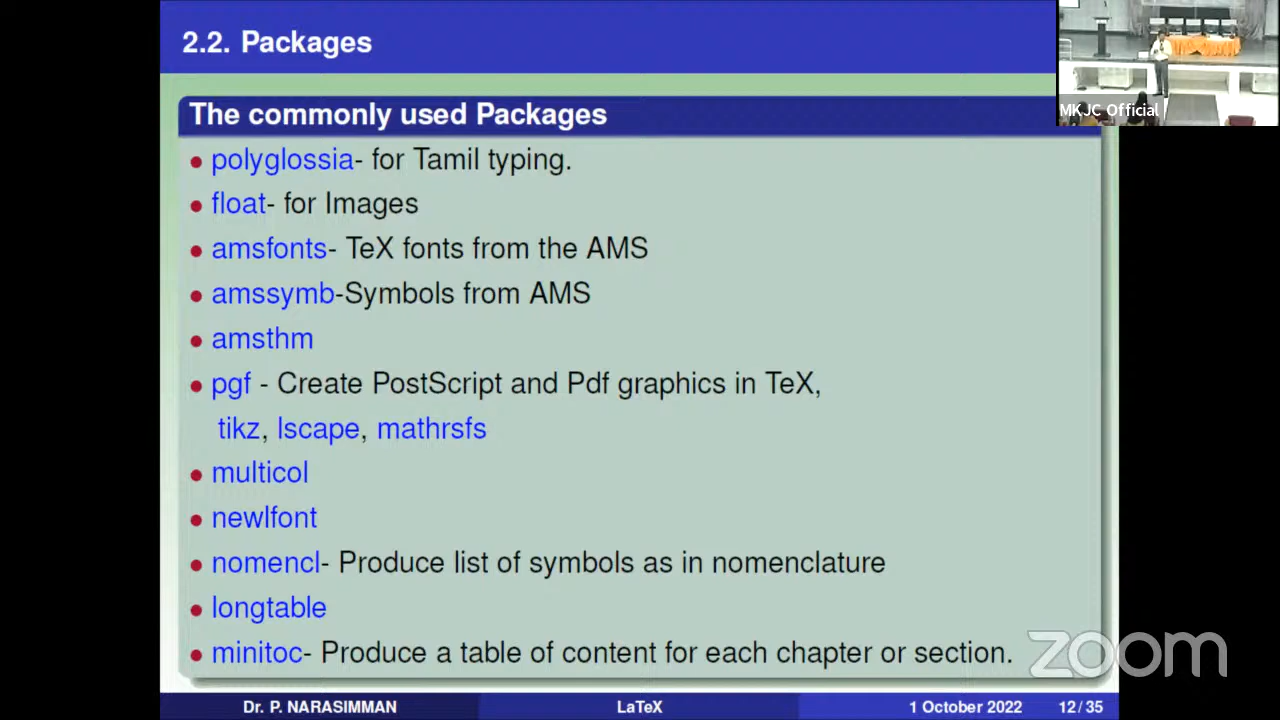 2.2. Packages
MKJC Official
The commonly used Packages
polyglossia- for Tamil typing.
float- for Images
amsfonts- TeX fonts from the AMS
amssymb-Symbols from AMS
amsthm
pgf - Create PostScript and Pdf graphics in TeX,
tikz, lscape, mathrsfs
multicol
newlfont
nomencl- Produce list of symbols as in nomenclature
longtable
minitoc- Produce a table of content for each chapter or section.
zoom
Dr. P. NARASIMMAN LaTeX 1 October 2022 12/35